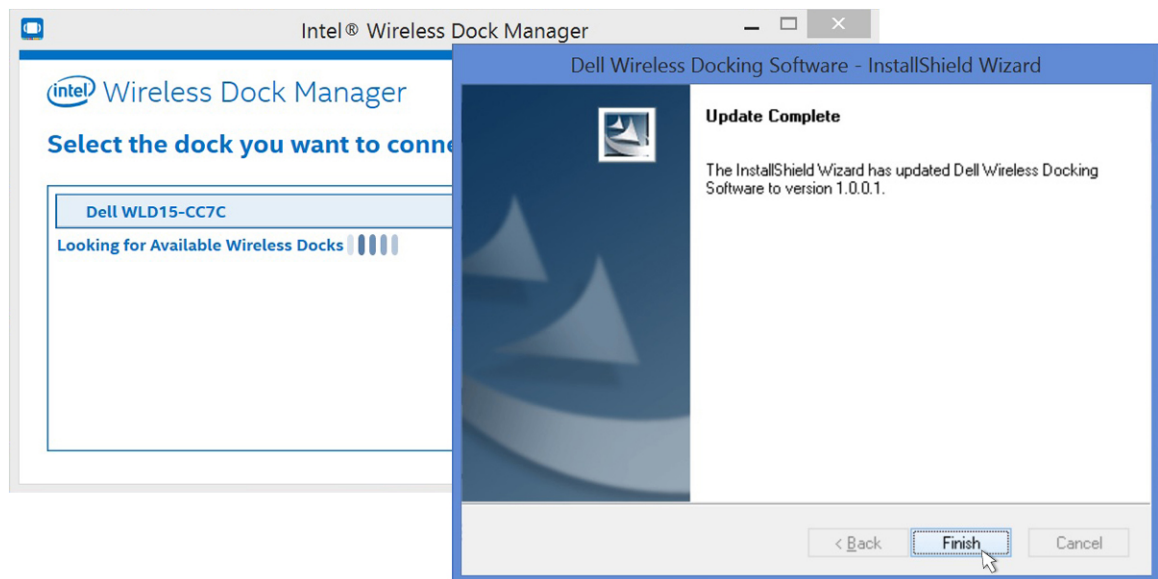 Intel® Wireless Dock Manager
intel Wireless Dock Manager
Select the dock you want to conne
Dell WLD15-CC7C
Looking for Available Wireless Docks
Dell Wireless Docking Software - InstallShield Wizard
Update Complete
The InstallShield Wizard has updated Dell Wireless Docking
Software to version 1.0.0.1.
< Back Finish Cancel